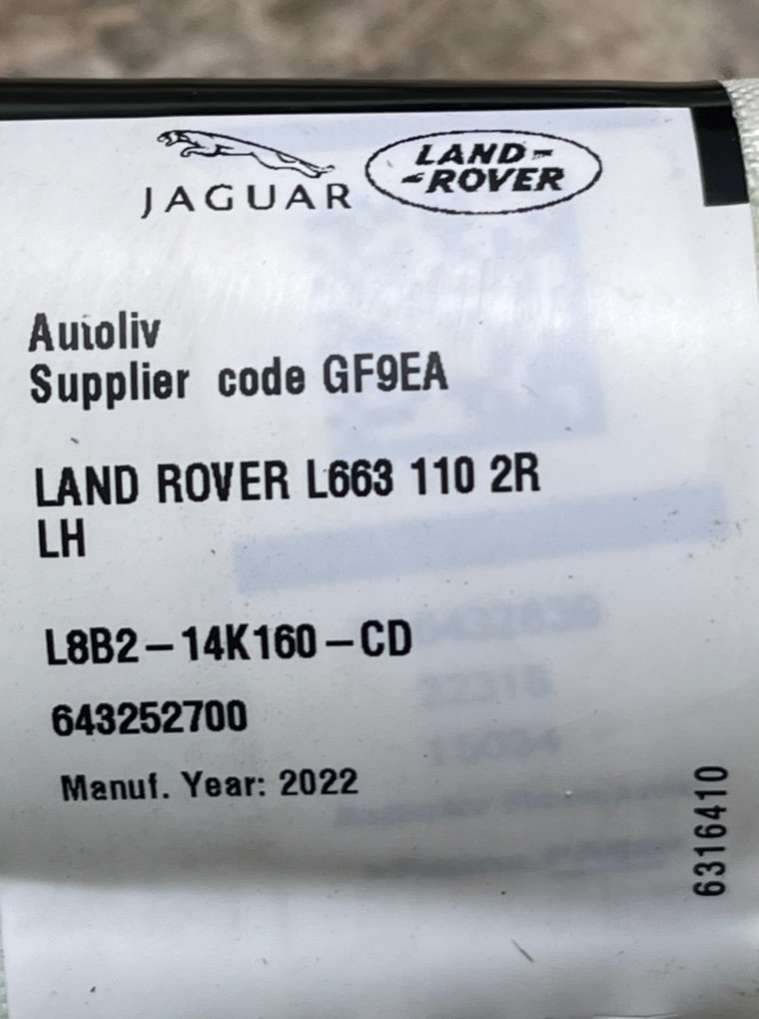 JAGUAR
LAND-
-ROVER
Autoliv
Supplier code GF9EA
LAND ROVER L663 110 2R
LH
L8B2-14K160-CD
643252700
Manuf. Year: 2022
6316410